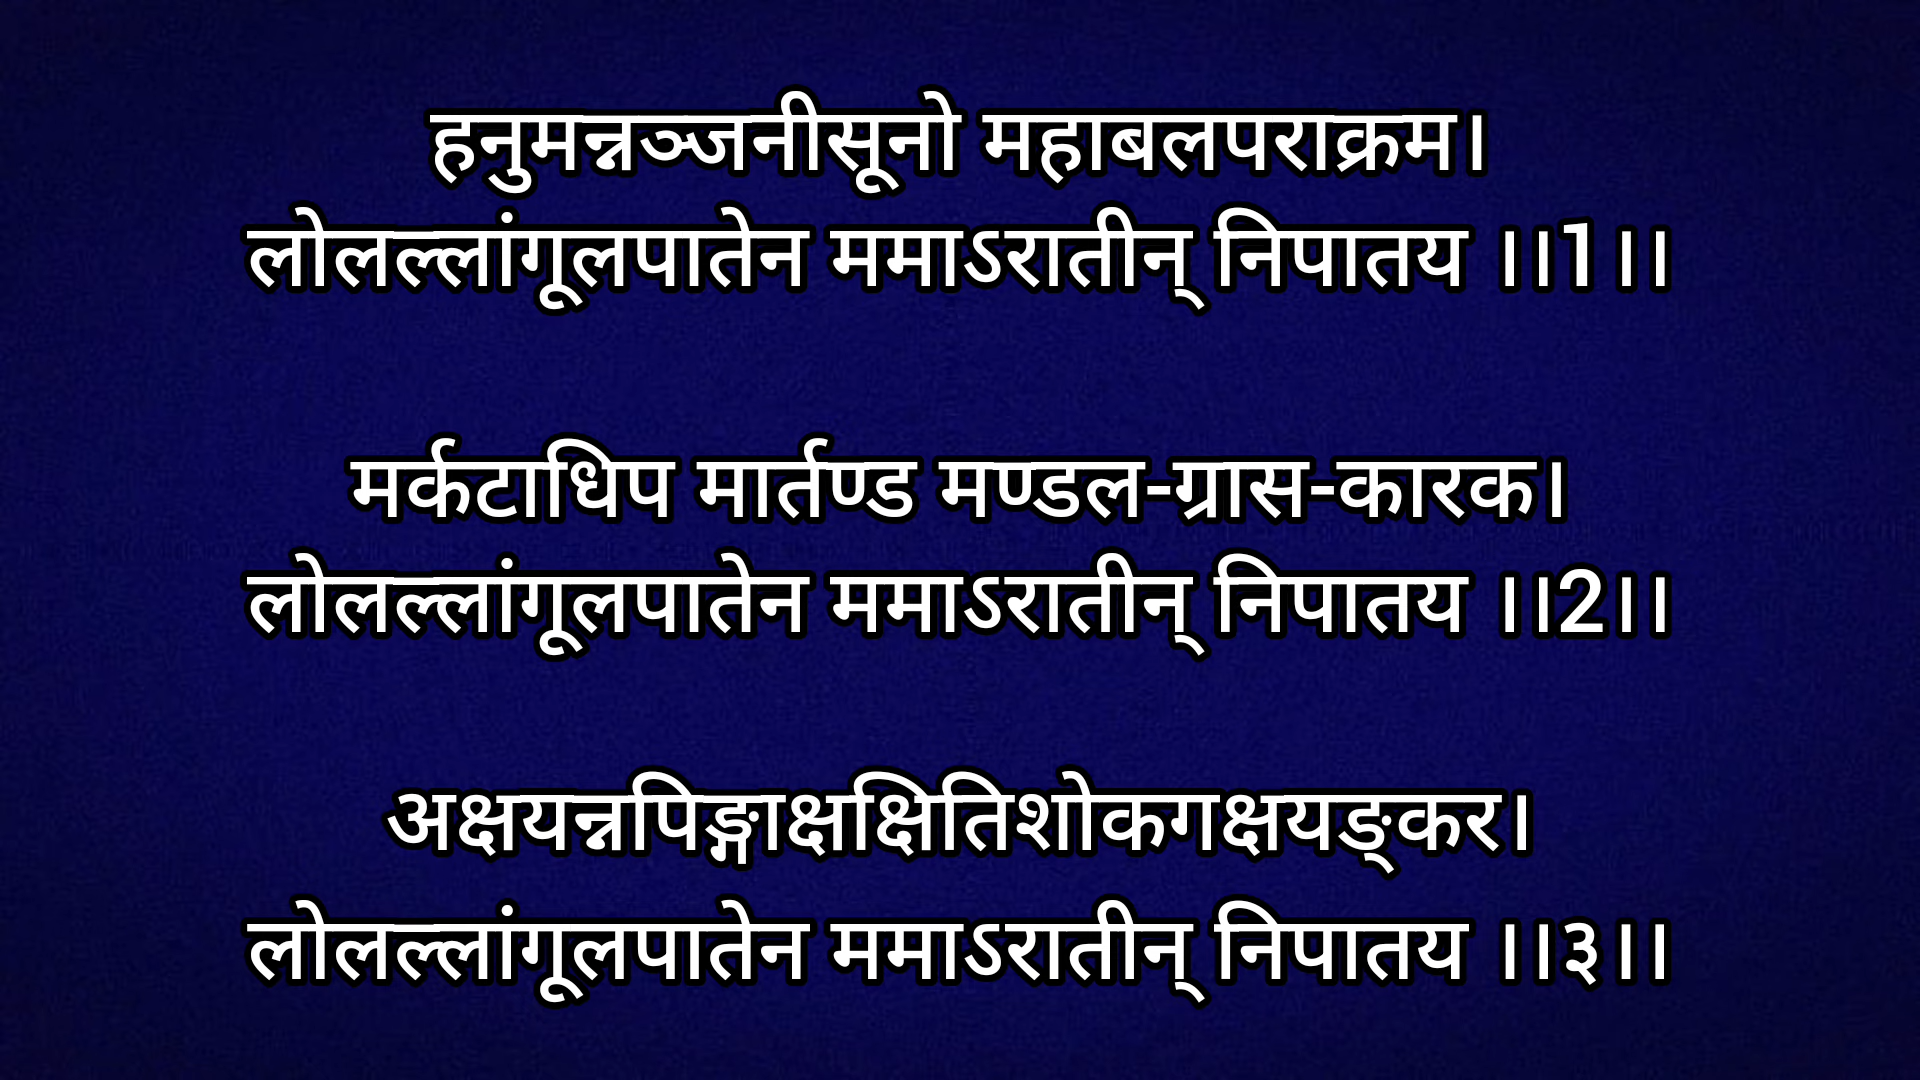 हनुमन्नञ्जनीसूनो महाबलपराक्रम।
लोलल्लांगूलपातेन ममाऽरातीन् निपातय ।।1।।
मर्कटाधिप मार्तण्ड मण्डल-ग्रास-कारक।
लोलल्लांगूलपातेन ममाऽरातीन् निपातय ।।2।।
अक्षयन्नपिङ्गाक्षक्षितिशोकगक्षयङ्कर।
लोलल्लांगूलपातेन ममाऽरातीन् निपातय ।।३।।